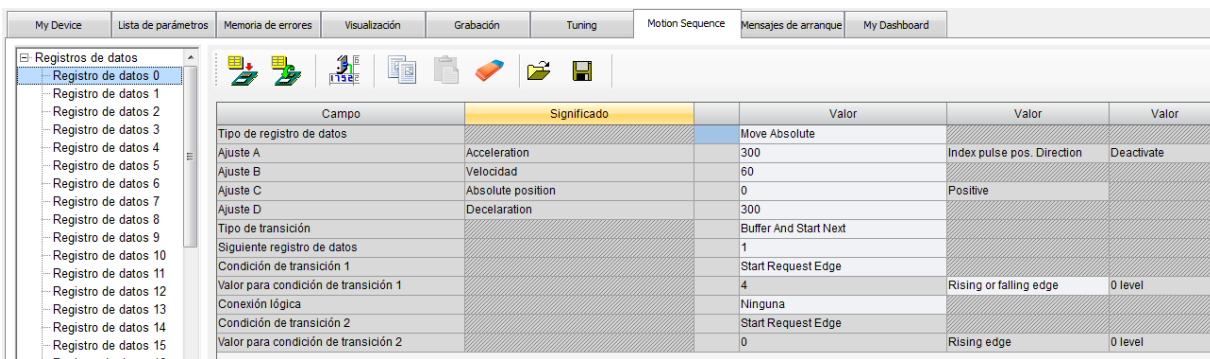 My Device Lista de parámetros Memoria de errores Visualización Grabación Tuning Motion Sequence Mensajes de arranque My Dashboard
Registros de datos
Registro de datos 0
Registro de datos 1
Registro de datos 2
Registro de datos 3
Registro de datos 4
Registro de datos 5
Registro de datos 6
Registro de datos 7
Registro de datos 8
Registro de datos 9
Registro de datos 10
Registro de datos 11
Registro de datos 12
Registro de datos 13
Registro de datos 14
Registro de datos 15
Campo Significado Valor Valor Valor
Tipo de registro de datos Move Absolute
Ajuste A Acceleration 300 Index pulse pos. Direction Deactivate
Ajuste B Velocidad 60
Ajuste C Absolute position 0 Positive
Ajuste D Decelaration 300
Tipo de transición Buffer And Start Next
Siguiente registro de datos 1
Condición de transición 1 Start Request Edge
Valor para condición de transición 1 4 Rising or falling edge 0 level
Conexión lógica Ninguna
Condición de transición 2 Start Request Edge
Valor para condición de transición 2 0 Rising edge 0 level